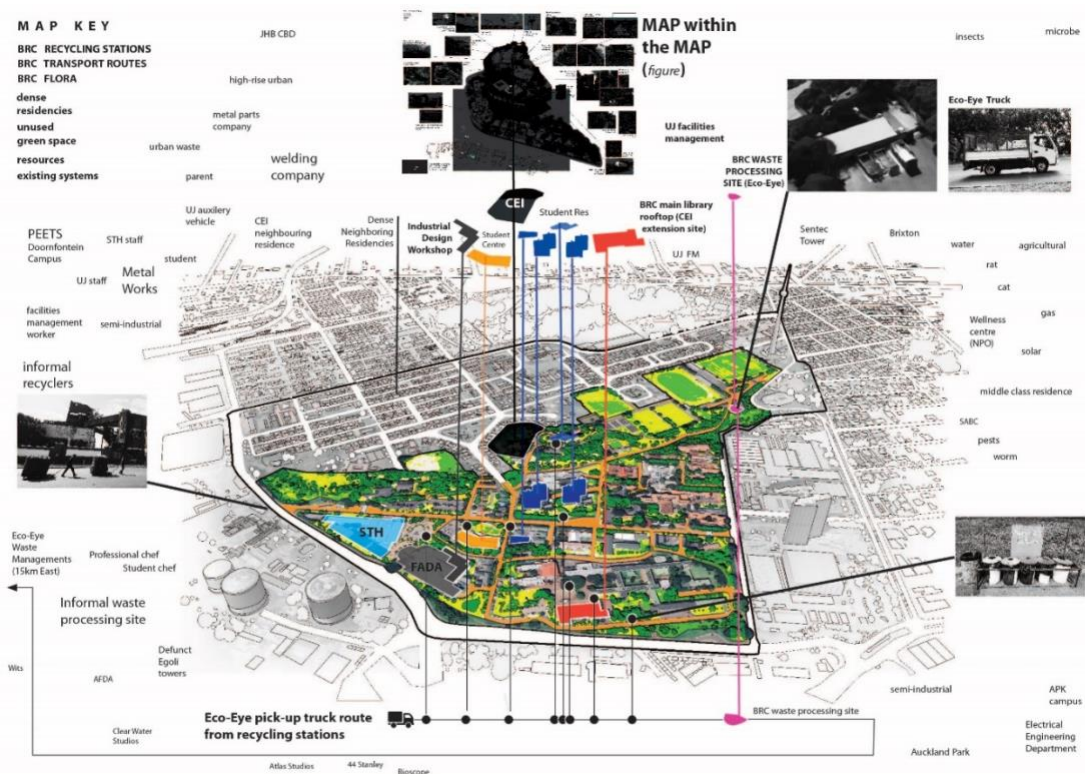 MAP KEY
BRC RECYCLING STATIONS
BRC TRANSPORT ROUTES
BRC FLORA
dense
residencies
unused
green space
resources
existing systems
JHB CBD
high-rise urban
metal parts
company
urban waste
welding
company
parent
MAP within
the MAP
(figure)
UJ facilities
management
BRC WASTE
PROCESSING
SITE (Eco-Eye)
insects
microbe
Eco-Eye Truck
PEETS
Doornfontein
Campus
UJ auxilery
vehicle
STH staff
student
UJ staff
Metal
Works
CEI
neighbouring
residence
Dense
Neighboring
Residencies
Industrial
Design
Workshop
Student
Centre
CEI
Student Res
BRC main library
rooftop (CEI
extension site)
UJ FM
Sentec
Tower
Brixton
water
agricultural
rat
cat
gas
facilities
management
worker
semi-industrial
Wellness
centre
(NPO)
solar
informal
recyclers
middle class residence
SABC
pests
worm
STH
FADA
Eco-Eye
Waste
Managements
(15km East)
Professional chef
Student chef
Informal waste
processing site
Wits
AFDA
Defunct
Egoli
towers
Eco-Eye pick-up truck route
from recycling stations
BRC waste processing site
semi-industrial
APK
campus
Clear Water
Studios
Auckland Park
Electrical
Engineering
Department
Atlas Studios
44 Stanley
Bioscope